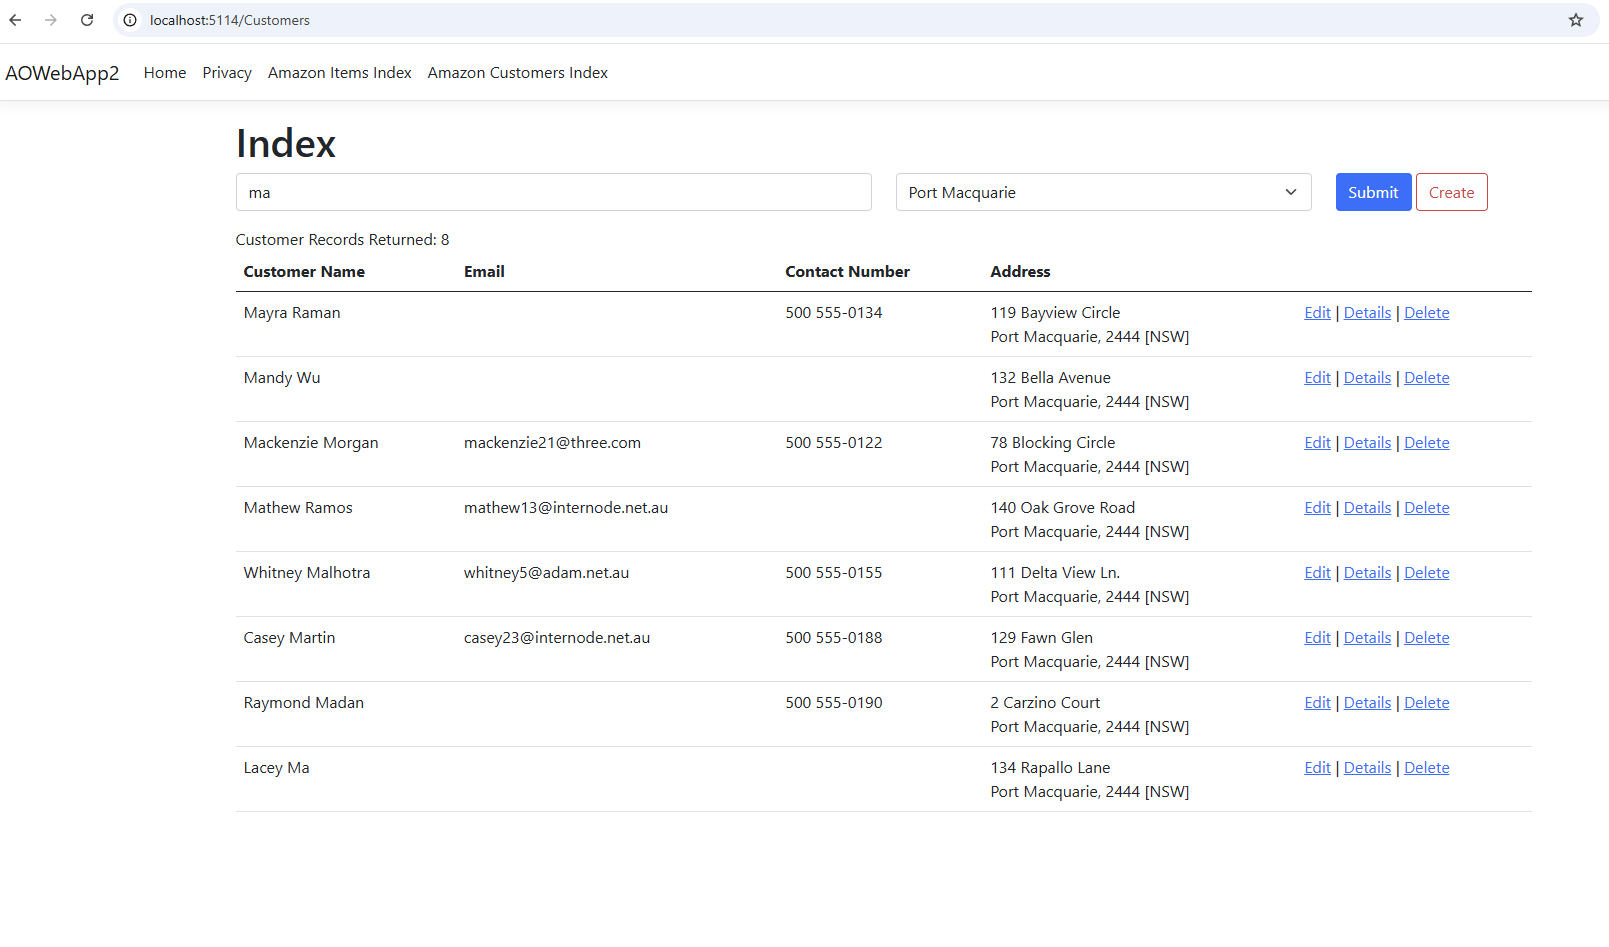 localhost:5114/Customers
AOWebApp2 Home Privacy Amazon Items Index Amazon Customers Index
Index
ma Port Macquarie Submit Create
Customer Records Returned: 8
Customer Name Email Contact Number Address
Mayra Raman 500 555-0134 119 Bayview Circle Edit | Details | Delete
Port Macquarie, 2444 [NSW]
Mandy Wu 132 Bella Avenue Edit | Details | Delete
Port Macquarie, 2444 [NSW]
Mackenzie Morgan mackenzie21@three.com 500 555-0122 78 Blocking Circle Edit | Details | Delete
Port Macquarie, 2444 [NSW]
Mathew Ramos mathew13@internode.net.au 140 Oak Grove Road Edit | Details | Delete
Port Macquarie, 2444 [NSW]
Whitney Malhotra whitney5@adam.net.au 500 555-0155 111 Delta View Ln. Edit | Details | Delete
Port Macquarie, 2444 [NSW]
Casey Martin casey23@internode.net.au 500 555-0188 129 Fawn Glen Edit | Details | Delete
Port Macquarie, 2444 [NSW]
Raymond Madan 500 555-0190 2 Carzino Court Edit | Details | Delete
Port Macquarie, 2444 [NSW]
Lacey Ma 134 Rapallo Lane Edit | Details | Delete
Port Macquarie, 2444 [NSW]